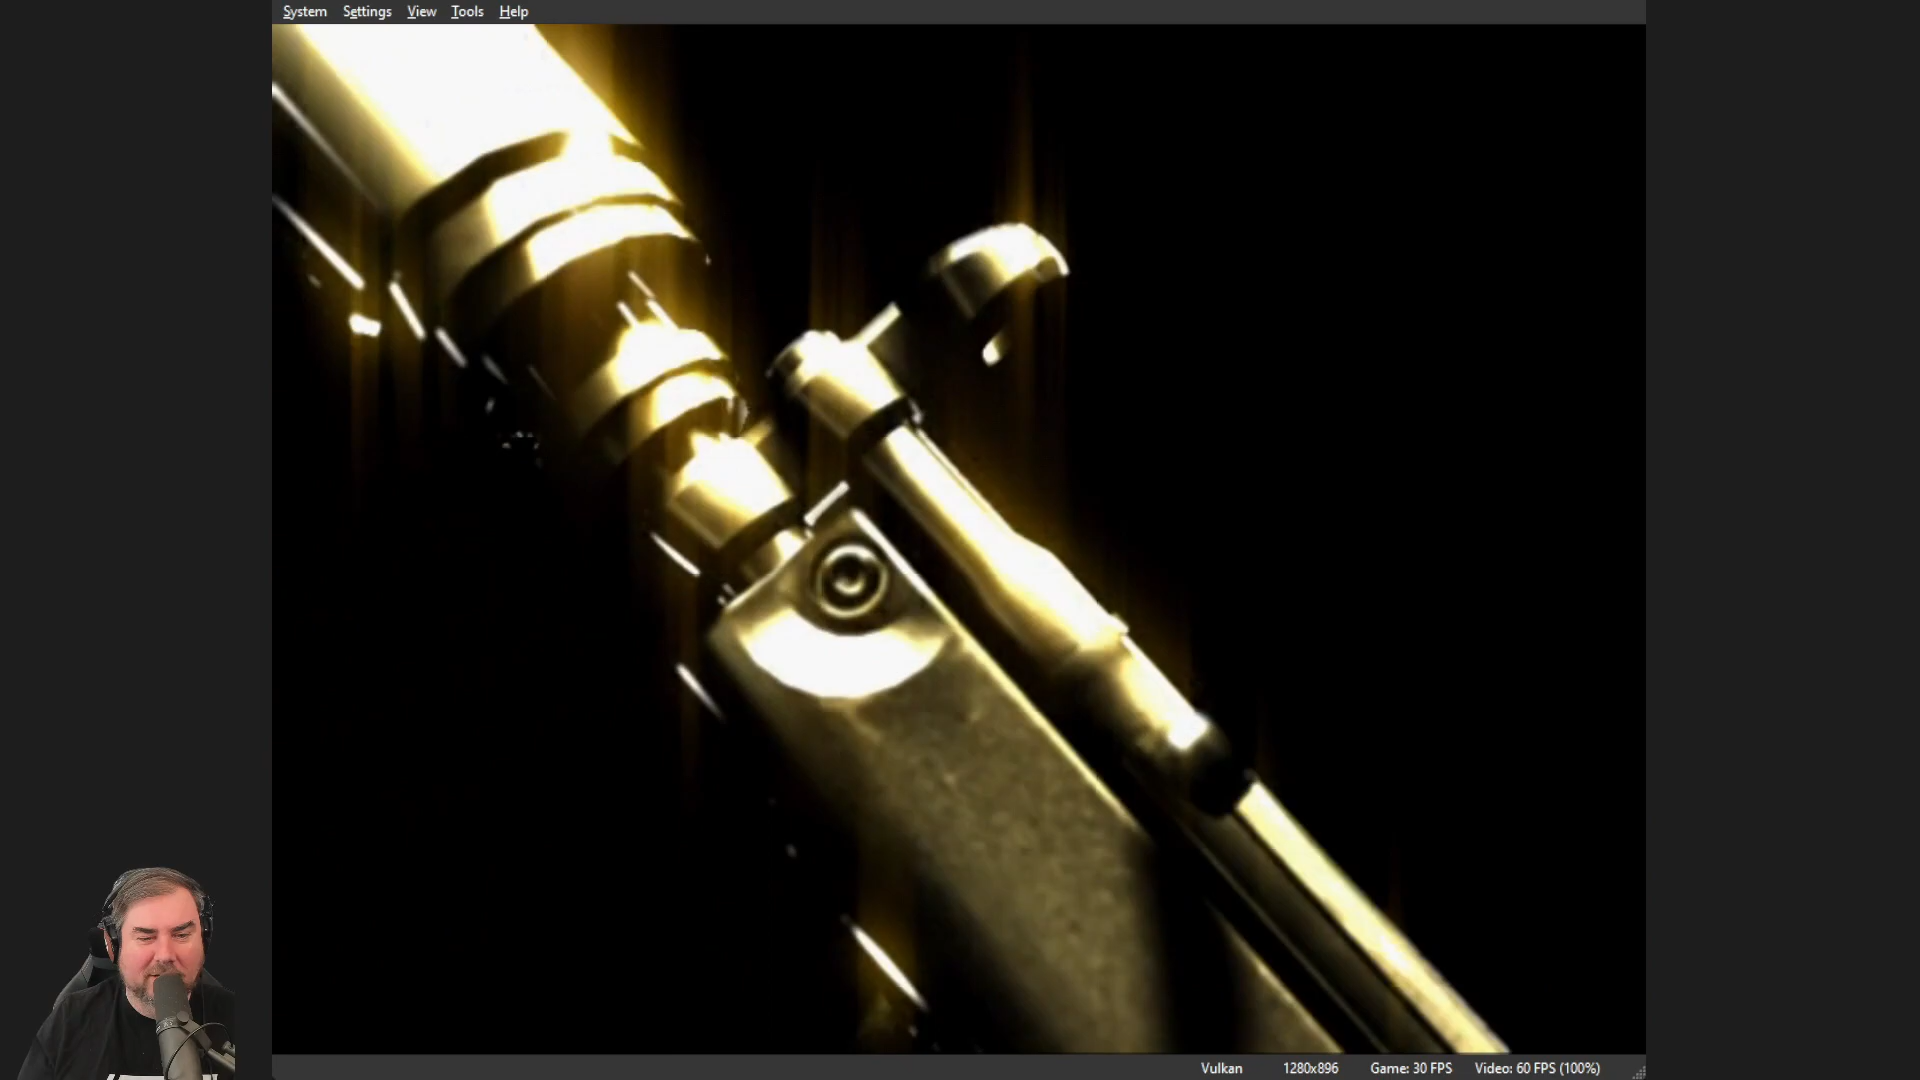 System Settings View Tools Help
Vulkan 1280x896 Game: 30 FPS Video: 60 FPS (100%)